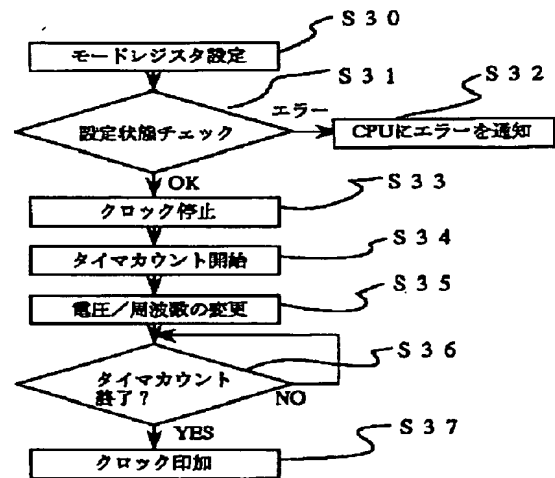 S30
モードレジスタ設定
S31
S32
設定状態チェック
エラー
CPUにエラーを通知
OK
S33
クロック停止
S34
タイマカウント開始
S35
電圧/周波数の変更
S36
タイマカウント
終了?
NO
YES
S37
クロック印加